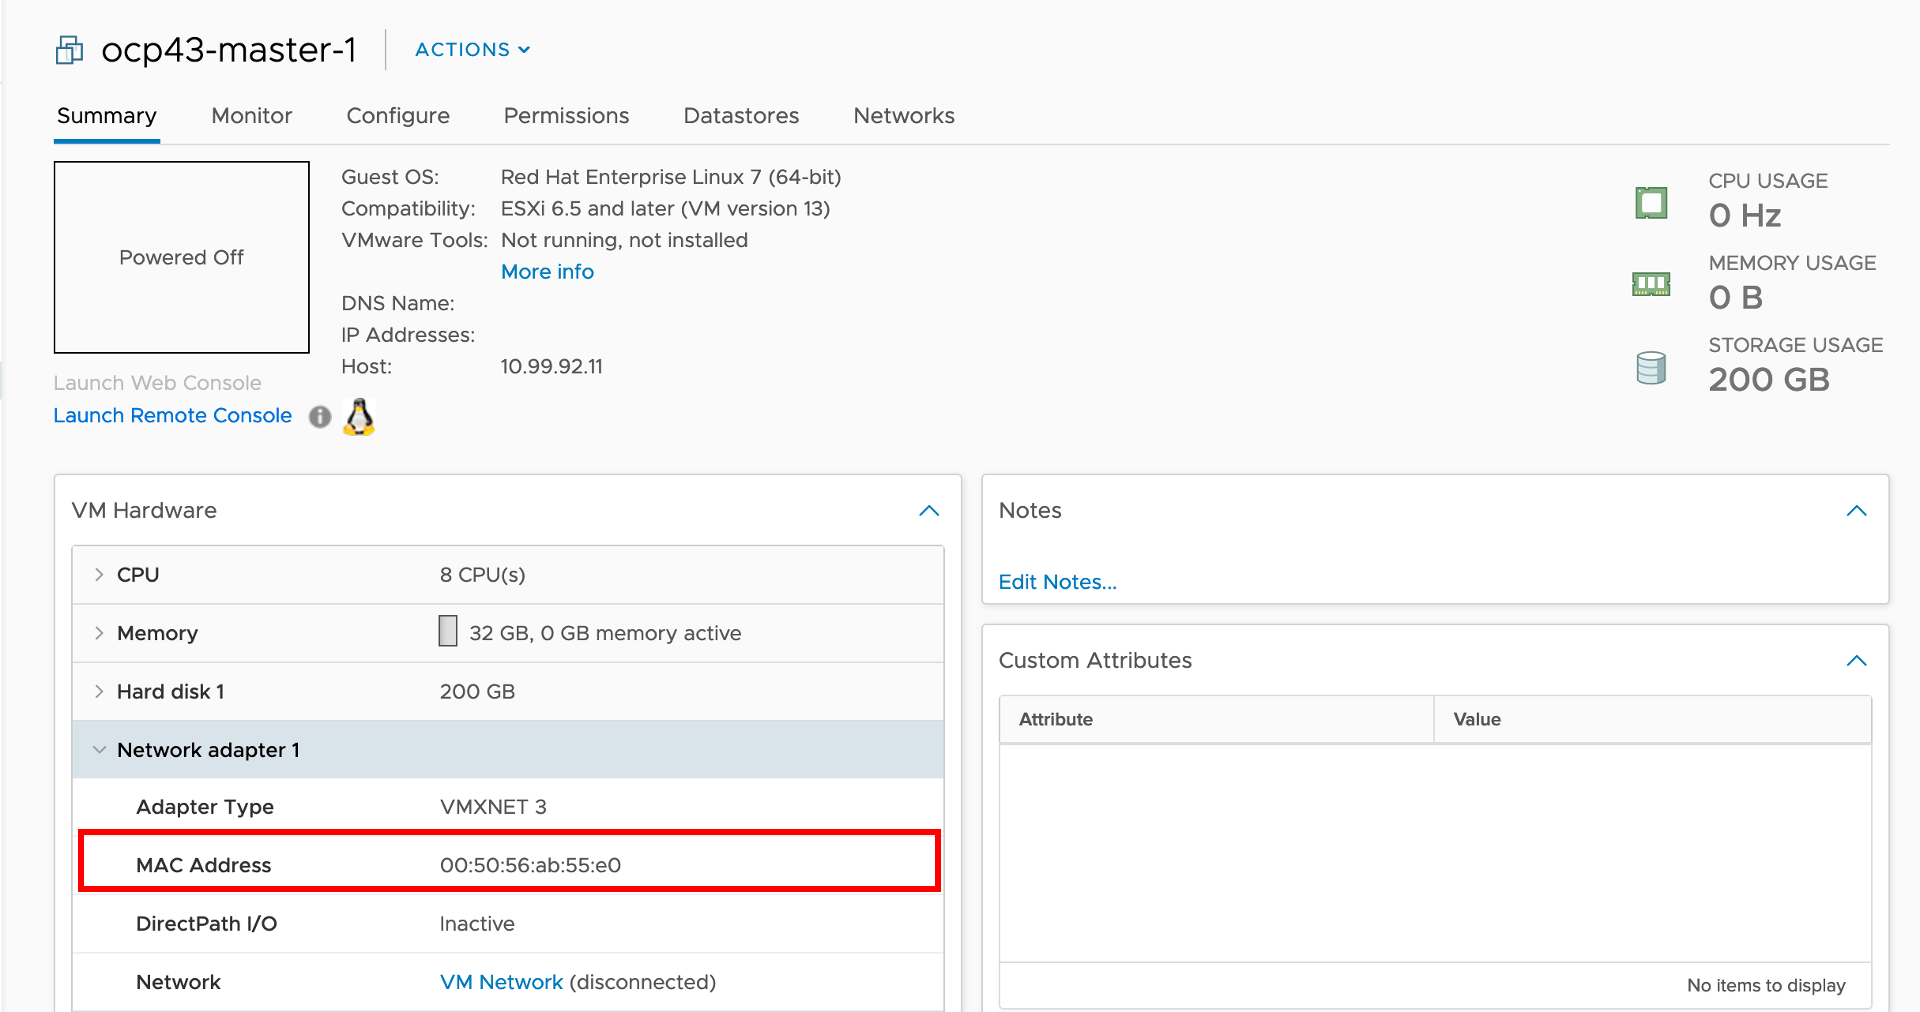 ocp43-master-1
ACTIONS
Summary Monitor Configure Permissions Datastores Networks
Powered Off
Launch Web Console
Launch Remote Console
Guest OS: Red Hat Enterprise Linux 7 (64-bit)
Compatibility: ESXi 6.5 and later (VM version 13)
VMware Tools: Not running, not installed
More info
DNS Name:
IP Addresses:
Host: 10.99.92.11
CPU USAGE
0 Hz
MEMORY USAGE
0 B
STORAGE USAGE
200 GB
VM Hardware
CPU 8 CPU(s)
Memory 32 GB, 0 GB memory active
Hard disk 1 200 GB
Network adapter 1
Adapter Type VMXNET 3
MAC Address 00:50:56:ab:55:e0
DirectPath I/O Inactive
Network VM Network (disconnected)
Notes
Edit Notes...
Custom Attributes
Attribute Value
No items to display